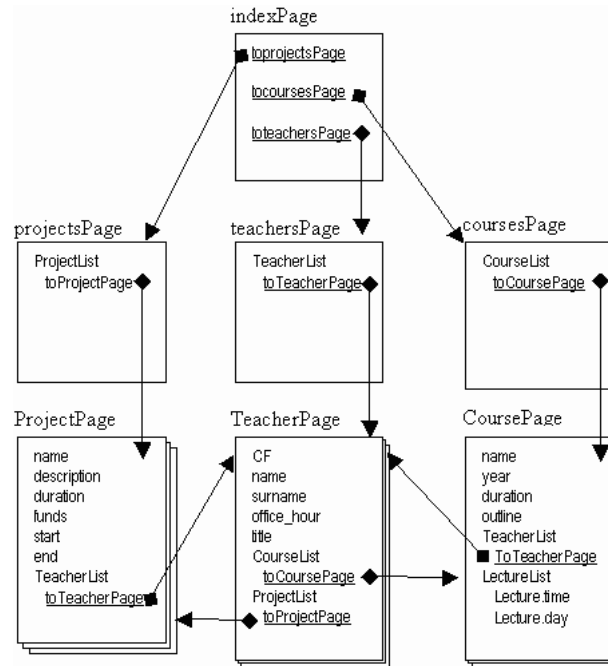 indexPage
toprojectsPage
tocoursesPage
toteachersPage
projectsPage
ProjectList
toProjectPage
teachersPage
TeacherList
toTeacherPage
coursesPage
CourseList
toCoursePage
ProjectPage
name
description
duration
funds
start
end
TeacherList
toTeacherPage
TeacherPage
CF
name
surname
office_hour
title
CourseList
toCoursePage
ProjectList
toProjectPage
CoursePage
name
year
duration
outline
TeacherList
ToTeacherPage
LectureList
Lecture.time
Lecture.day